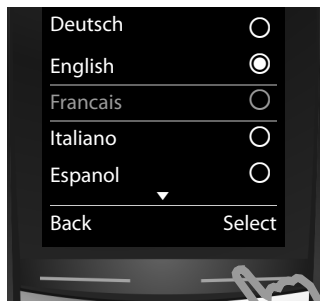 Deutsch
English
Francais
Italiano
Espanol
Back Select